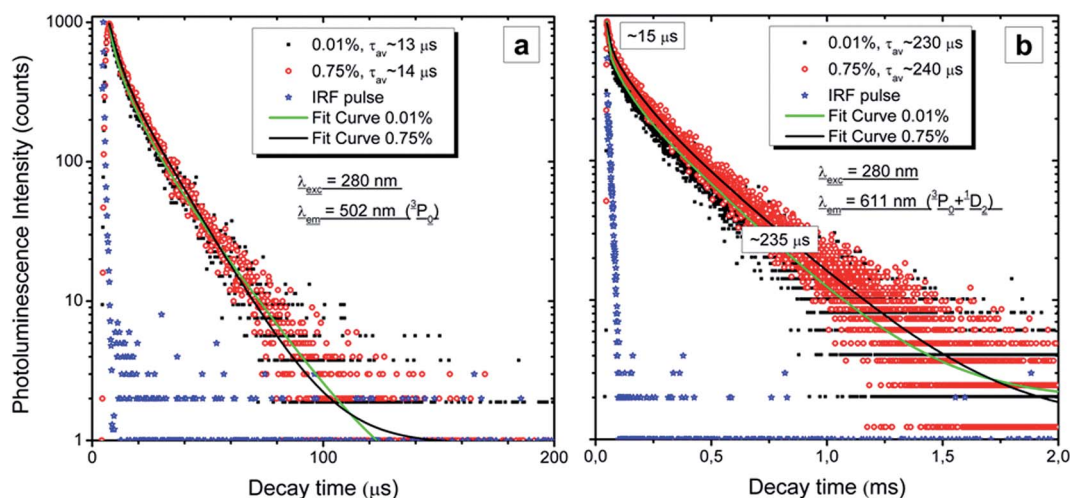 1000
100
10
1
Photoluminescence Intensity (counts)
a
0.01%, τav~13 μs
0.75%, τav~14 μs
IRF pulse
Fit Curve 0.01%
Fit Curve 0.75%
λexc = 280 nm
λem = 502 nm (³P₀)
0
100
200
Decay time (μs)
~15 μs
b
0.01%, τav~230 μs
0.75%, τav~240 μs
IRF pulse
Fit Curve 0.01%
Fit Curve 0.75%
λexc = 280 nm
λem = 611 nm (³P₀+¹D₂)
~235 μs
0,0
0,5
1,0
1,5
2,0
Decay time (ms)